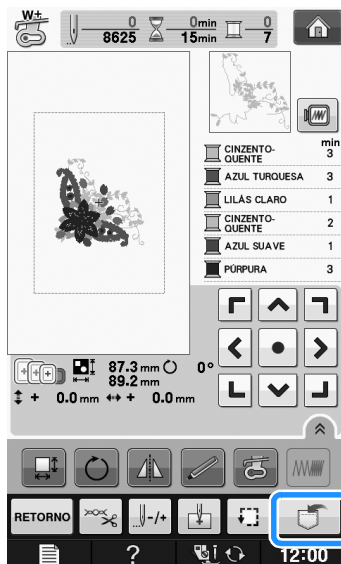 W+
0
8625
0min
15min
0
7
min
CINZENTO-
QUENTE 3
AZUL TURQUESA 3
LILÁS CLARO 1
CINZENTO-
QUENTE 2
AZUL SUAVE 1
PÚRPURA 3
87.3 mm 0°
89.2 mm
+ 0.0 mm + 0.0 mm
RETORNO -/+
? 12:00